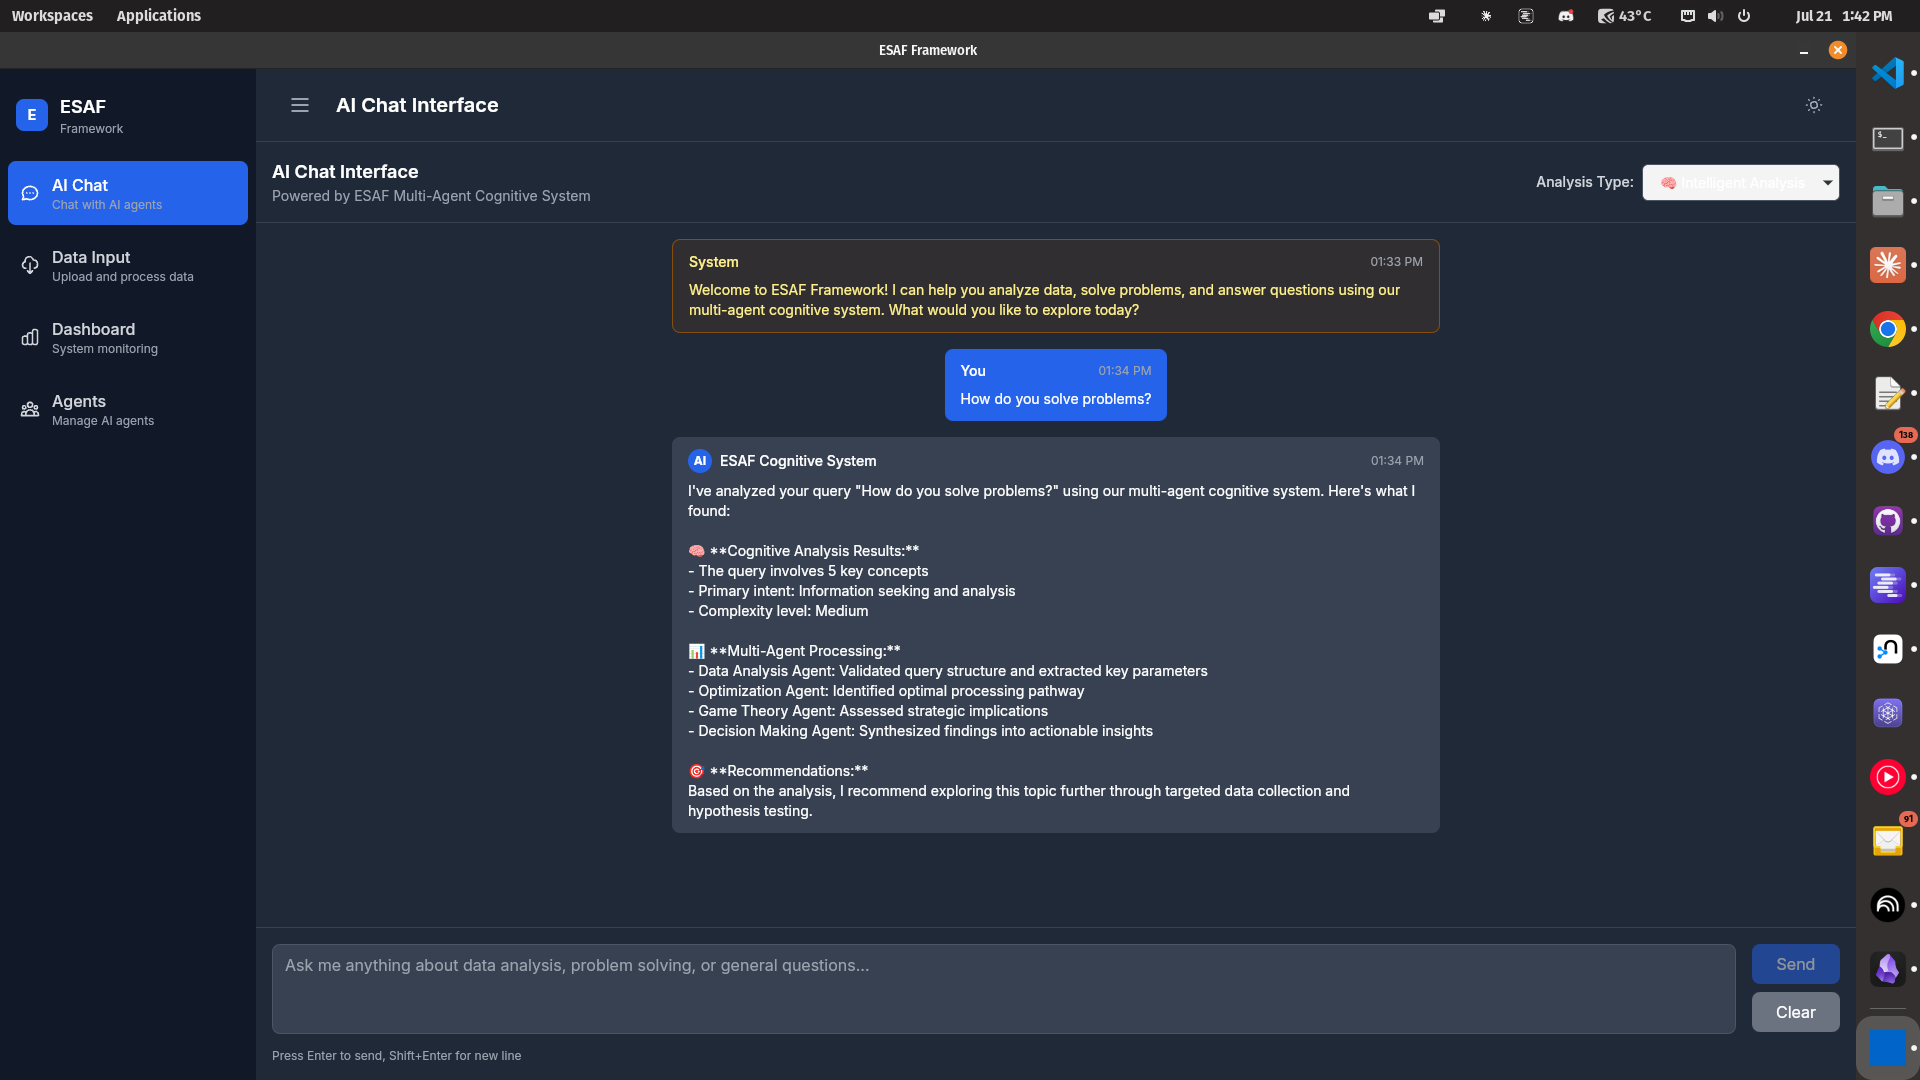 Workspaces Applications 43°C Jul 21 1:42 PM
ESAF Framework
E ESAF
Framework
AI Chat
Chat with AI agents
Data Input
Upload and process data
Dashboard
System monitoring
Agents
Manage AI agents
AI Chat Interface
AI Chat Interface
Powered by ESAF Multi-Agent Cognitive System
Analysis Type: 🧠 Intelligent Analysis
System 01:33 PM
Welcome to ESAF Framework! I can help you analyze data, solve problems, and answer questions using our
multi-agent cognitive system. What would you like to explore today?
You 01:34 PM
How do you solve problems?
AI ESAF Cognitive System 01:34 PM
I've analyzed your query "How do you solve problems?" using our multi-agent cognitive system. Here's what I
found:
🧠 **Cognitive Analysis Results:**
- The query involves 5 key concepts
- Primary intent: Information seeking and analysis
- Complexity level: Medium
📊 **Multi-Agent Processing:**
- Data Analysis Agent: Validated query structure and extracted key parameters
- Optimization Agent: Identified optimal processing pathway
- Game Theory Agent: Assessed strategic implications
- Decision Making Agent: Synthesized findings into actionable insights
🎯 **Recommendations:**
Based on the analysis, I recommend exploring this topic further through targeted data collection and
hypothesis testing.
Ask me anything about data analysis, problem solving, or general questions...
Send
Clear
Press Enter to send, Shift+Enter for new line
138
91